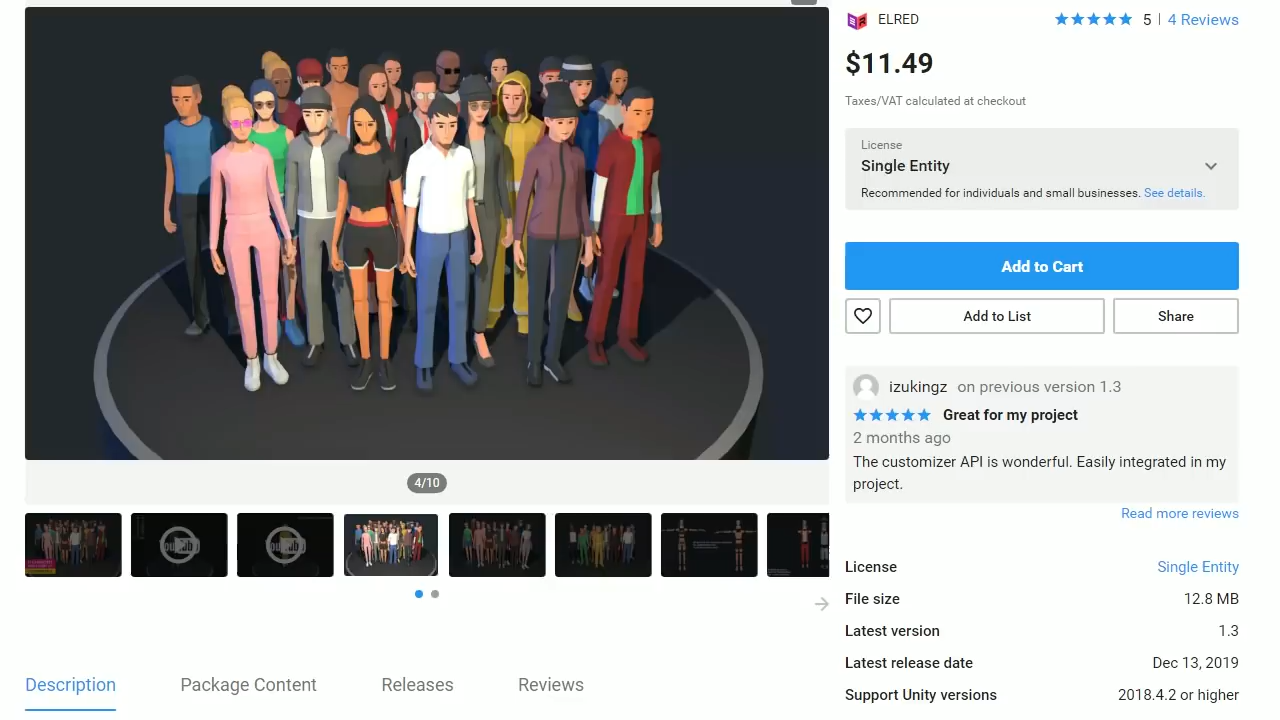 ELRED
5 | 4 Reviews
$11.49
Taxes/VAT calculated at checkout
License
Single Entity
Recommended for individuals and small businesses. See details.
Add to Cart
Add to List
Share
izukingz on previous version 1.3
Great for my project
2 months ago
The customizer API is wonderful. Easily integrated in my
project.
Read more reviews
4/10
License Single Entity
File size 12.8 MB
Latest version 1.3
Latest release date Dec 13, 2019
Support Unity versions 2018.4.2 or higher
Description Package Content Releases Reviews